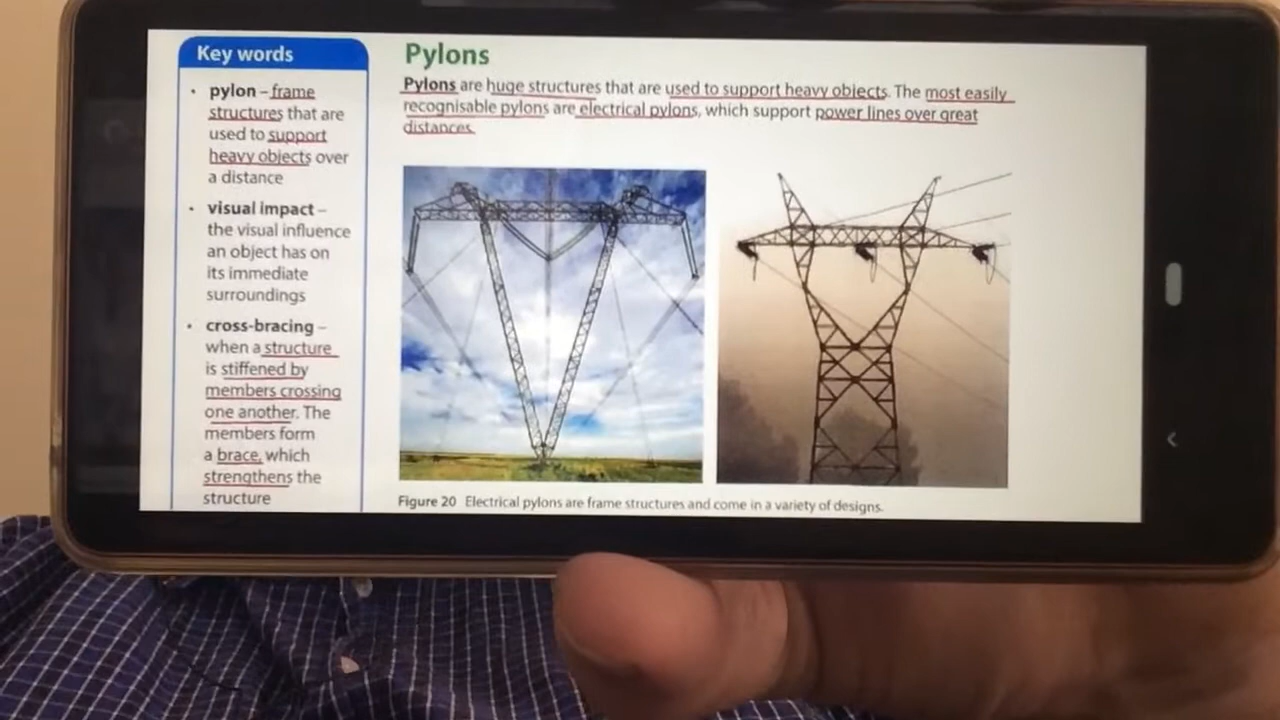 Key words
• pylon – frame
structures that are
used to support
heavy objects over
a distance
• visual impact –
the visual influence
an object has on
its immediate
surroundings
• cross-bracing –
when a structure
is stiffened by
members crossing
one another. The
members form
a brace, which
strengthens the
structure
Pylons
Pylons are huge structures that are used to support heavy objects. The most easily
recognisable pylons are electrical pylons, which support power lines over great
distances.
Figure 20 Electrical pylons are frame structures and come in a variety of designs.